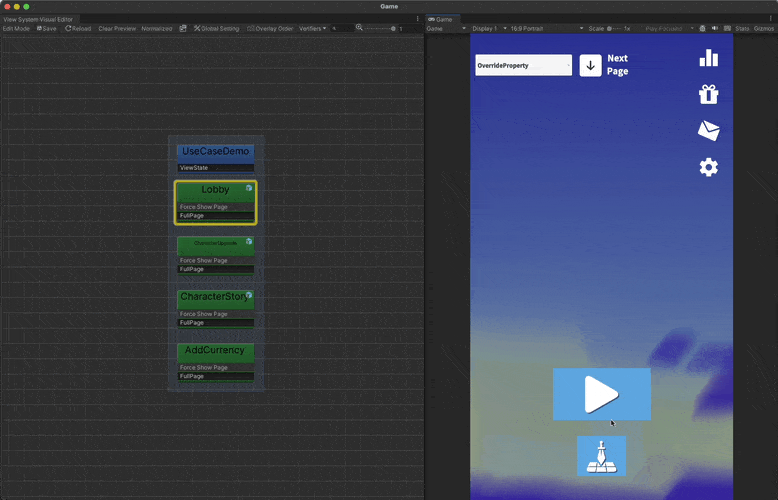 Game
View System Visual Editor
Edit Mode Save Reload Clear Preview Normalized Global Setting Overlay Order Verifiers 1
UseCaseDemo
ViewState
Lobby
Force Show Page
FullPage
CharacterUpgrade
Force Show Page
FullPage
CharacterStory
Force Show Page
FullPage
AddCurrency
Force Show Page
FullPage
Game
Game Display 1 16:9 Portrait Scale 1x Play Focused Stats Gizmos
OverrideProperty
Next
Page